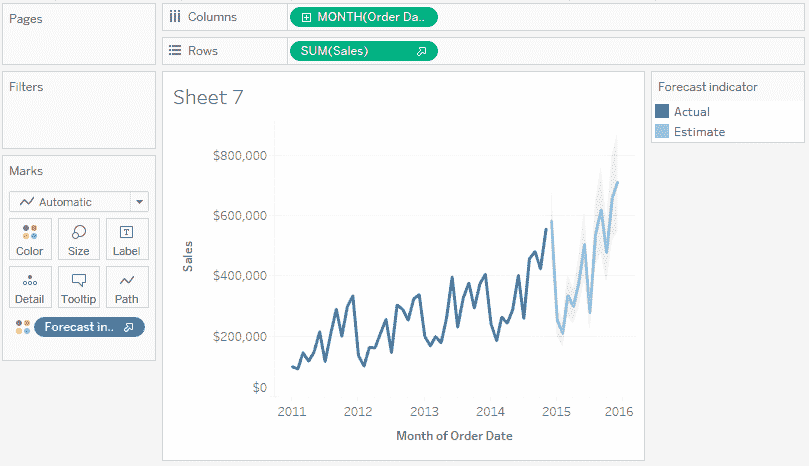 Pages
Columns
MONTH(Order Da..
Rows
SUM(Sales)
Filters
Marks
Automatic
Color
Size
Label
Detail
Tooltip
Path
Forecast in..
Sheet 7
Sales
$800,000
$600,000
$400,000
$200,000
$0
2011
2012
2013
2014
2015
2016
Month of Order Date
Forecast indicator
Actual
Estimate